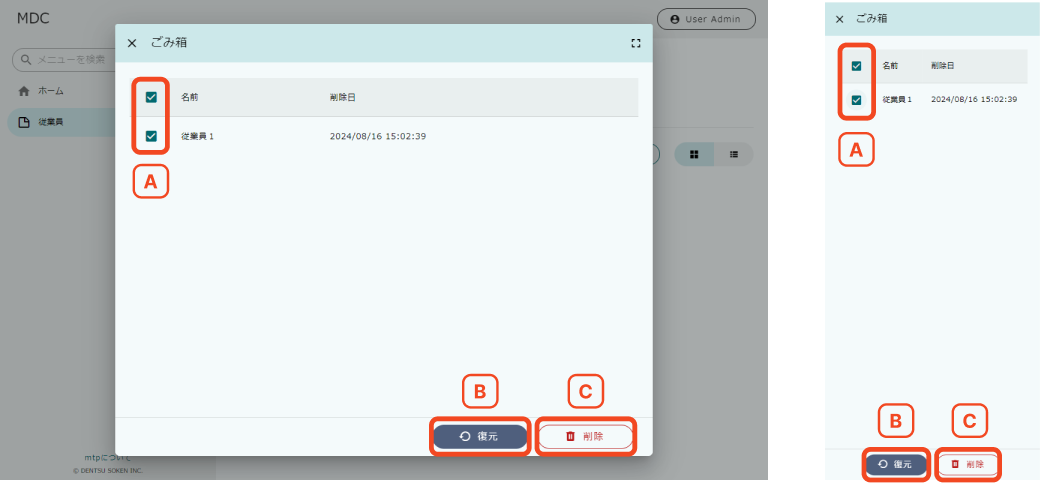 MDC
User Admin
メニューを検索
ホーム
従業員
ごみ箱
名前 削除日
従業員 1 2024/08/16 15:02:39
A
B
C
復元
削除
mtpについて
© DENTSU SOKEN INC.
ごみ箱
名前 削除日
従業員 1 2024/08/16 15:02:39
A
B
C
復元
削除